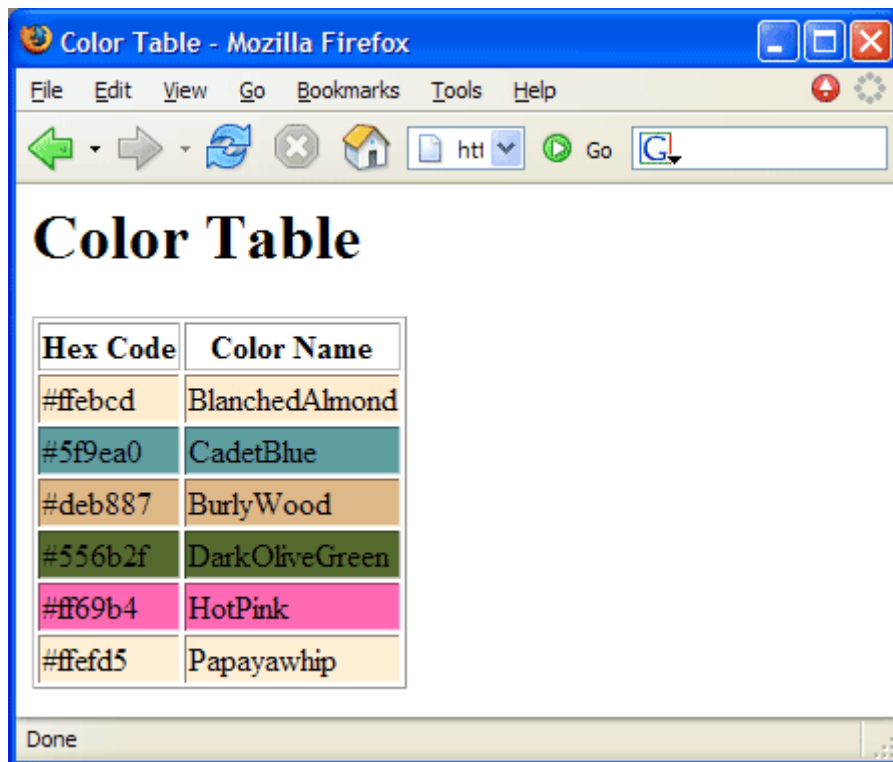 Color Table - Mozilla Firefox
File Edit View Go Bookmarks Tools Help
htt Go G
Color Table
Hex Code Color Name
#ffebcd BlanchedAlmond
#5f9ea0 CadetBlue
#deb887 BurlyWood
#556b2f DarkOliveGreen
#ff69b4 HotPink
#ffefd5 Papayawhip
Done